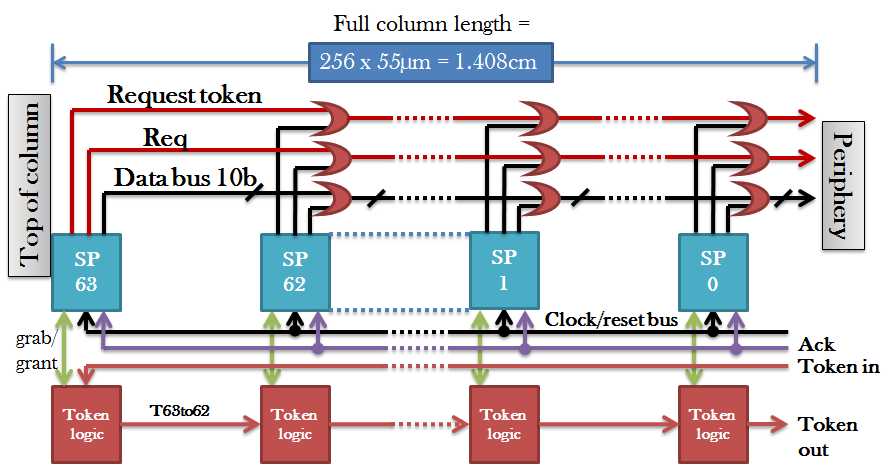 Full column length =
256 x 55µm = 1.408cm
Top of column
Request token
Req
Data bus 10b
Periphery
SP
63
SP
62
SP
1
SP
0
Clock/reset bus
grab/
grant
Ack
Token in
Token
logic
T63to62
Token
logic
Token
logic
Token
logic
Token
out